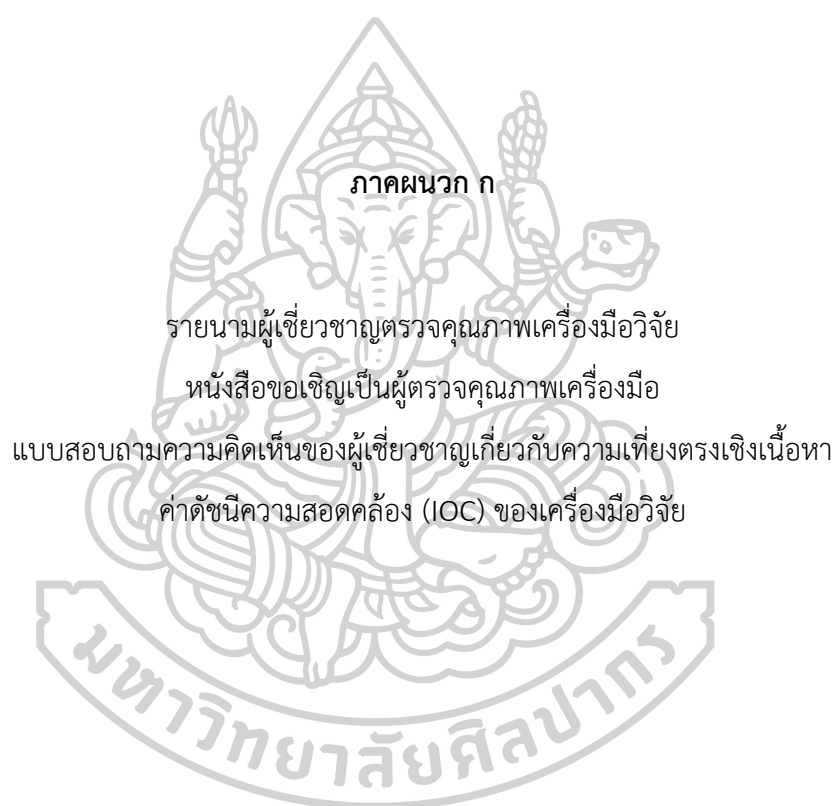 ภาคผนวก ก
รายนามผู้เชี่ยวชาญตรวจคุณภาพเครื่องมือวิจัย
หนังสือขอเชิญเป็นผู้ตรวจคุณภาพเครื่องมือ
แบบสอบถามความคิดเห็นของผู้เชี่ยวชาญเกี่ยวกับความเที่ยงตรงเชิงเนื้อหา
ค่าดัชนีความสอดคล้อง (IOC) ของเครื่องมือวิจัย
มหาวิทยาลัยศิลปากร